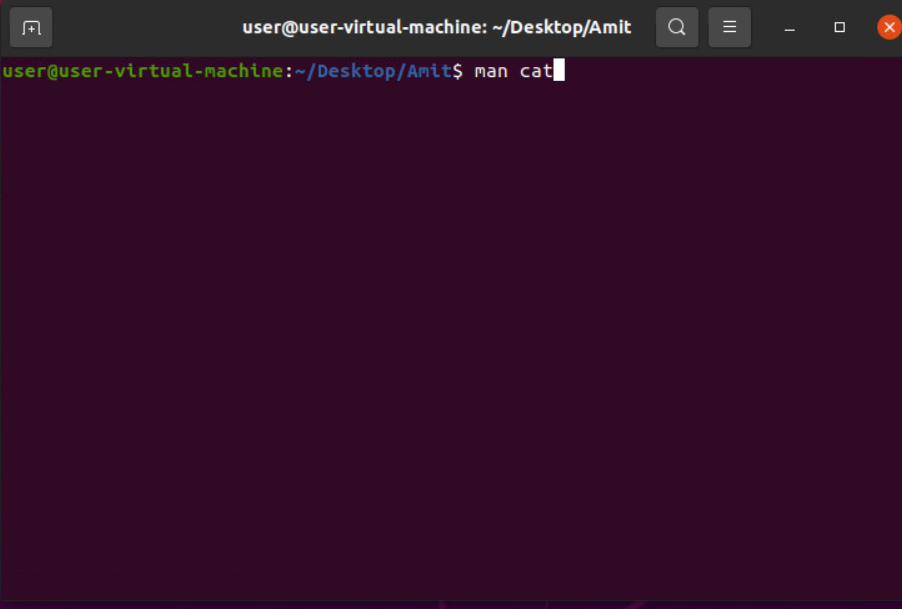 user@user-virtual-machine: ~/Desktop/Amit
user@user-virtual-machine:~/Desktop/Amit$ man cat